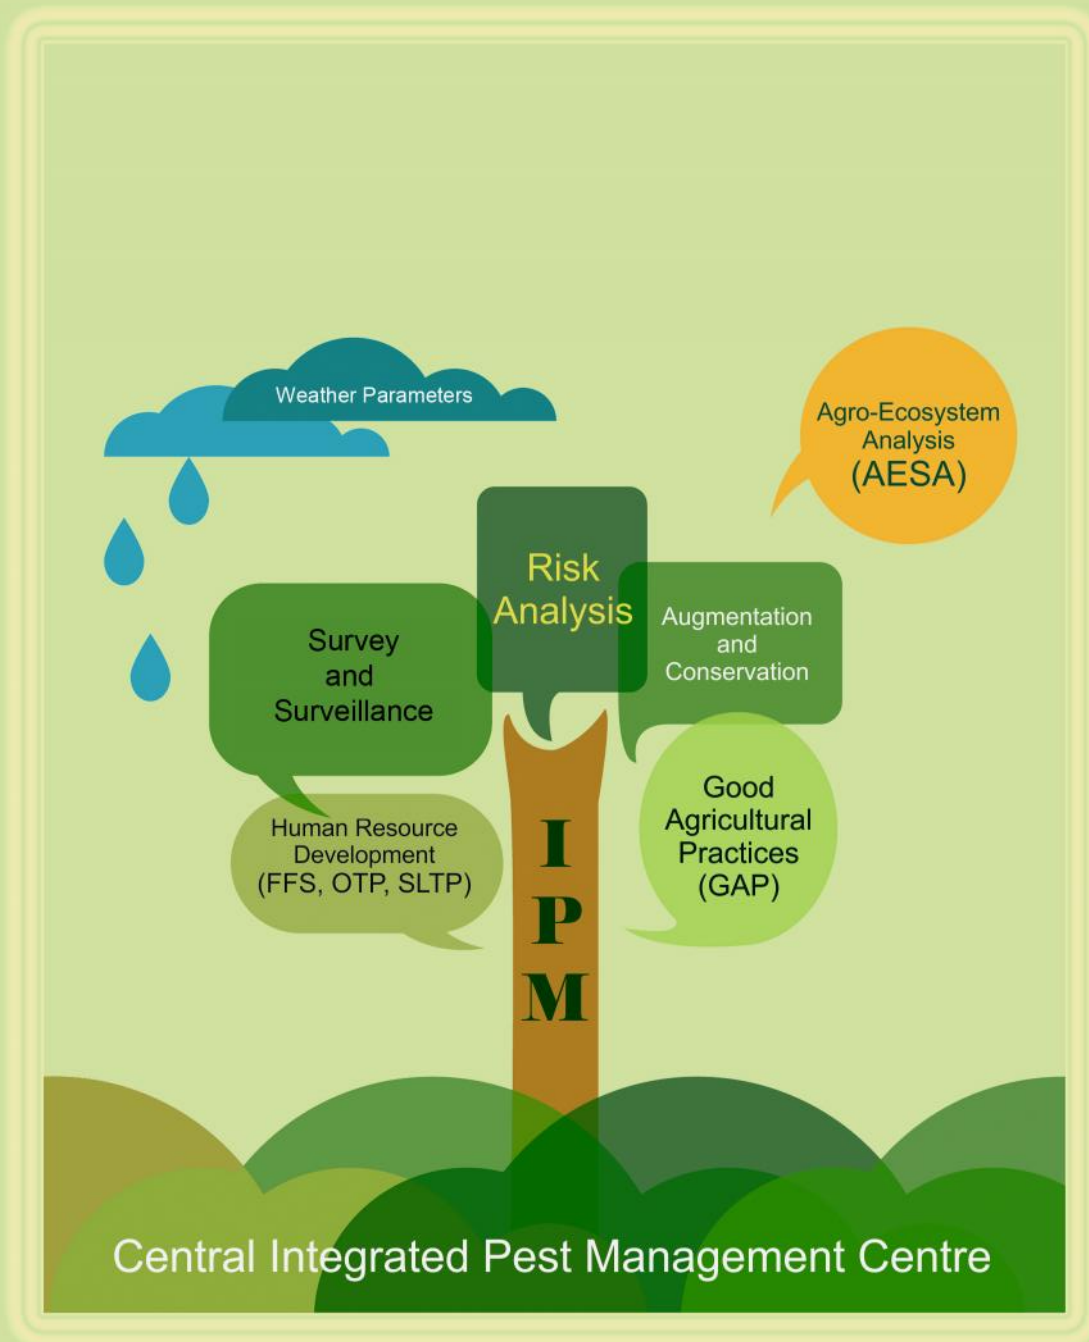 Weather Parameters
Agro-Ecosystem
Analysis
(AESA)
Risk
Analysis
Augmentation
and
Conservation
Survey
and
Surveillance
Human Resource
Development
(FFS, OTP, SLTP)
Good
Agricultural
Practices
(GAP)
I
P
M
Central Integrated Pest Management Centre